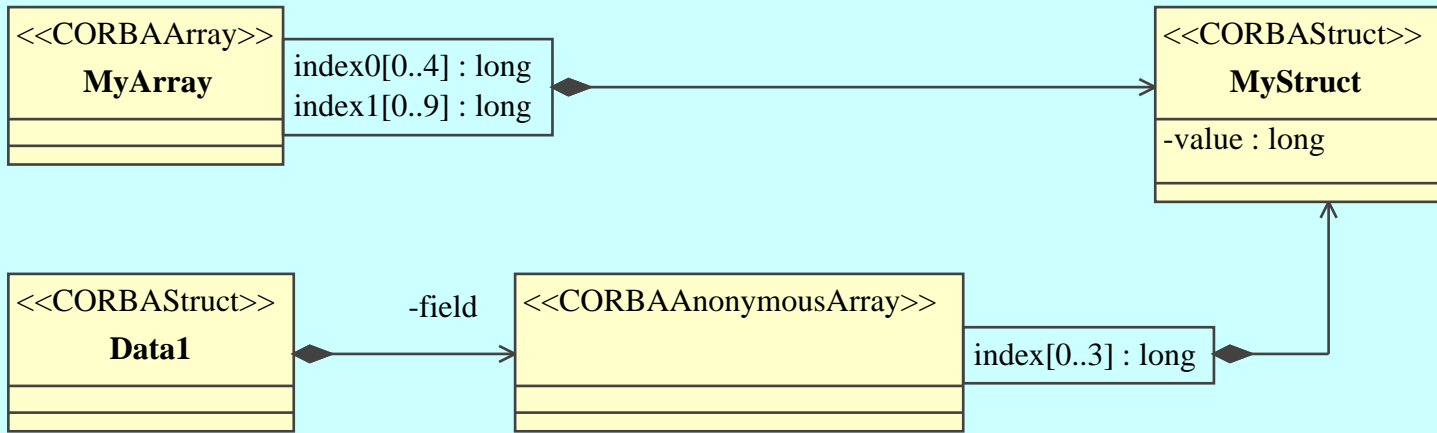 <<CORBAArray>>
MyArray
index0[0..4] : long
index1[0..9] : long
<<CORBAStruct>>
MyStruct
-value : long
<<CORBAStruct>>
Data1
-field
<<CORBAAnonymousArray>>
index[0..3] : long